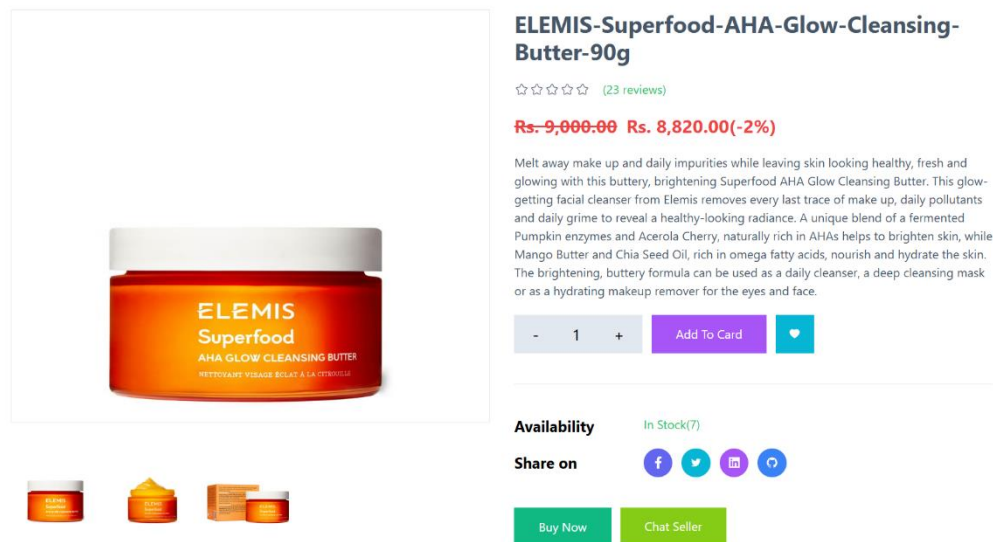 ELEMIS-Superfood-AHA-Glow-Cleansing-
Butter-90g
(23 reviews)
Rs. 9,000.00 Rs. 8,820.00(-2%)
Melt away make up and daily impurities while leaving skin looking healthy, fresh and
glowing with this buttery, brightening Superfood AHA Glow Cleansing Butter. This glow-
getting facial cleanser from Elemis removes every last trace of make up, daily pollutants
and daily grime to reveal a healthy-looking radiance. A unique blend of a fermented
Pumpkin enzymes and Acerola Cherry, naturally rich in AHAs helps to brighten skin, while
Mango Butter and Chia Seed Oil, rich in omega fatty acids, nourish and hydrate the skin.
The brightening, buttery formula can be used as a daily cleanser, a deep cleansing mask
or as a hydrating makeup remover for the eyes and face.
- 1 + Add To Card
ELEMIS
Superfood
AHA GLOW CLEANSING BUTTER
NETTOYANT VISAGE ÉCLAT À LA CITROUILLE
Availability In Stock(7)
Share on
Buy Now Chat Seller